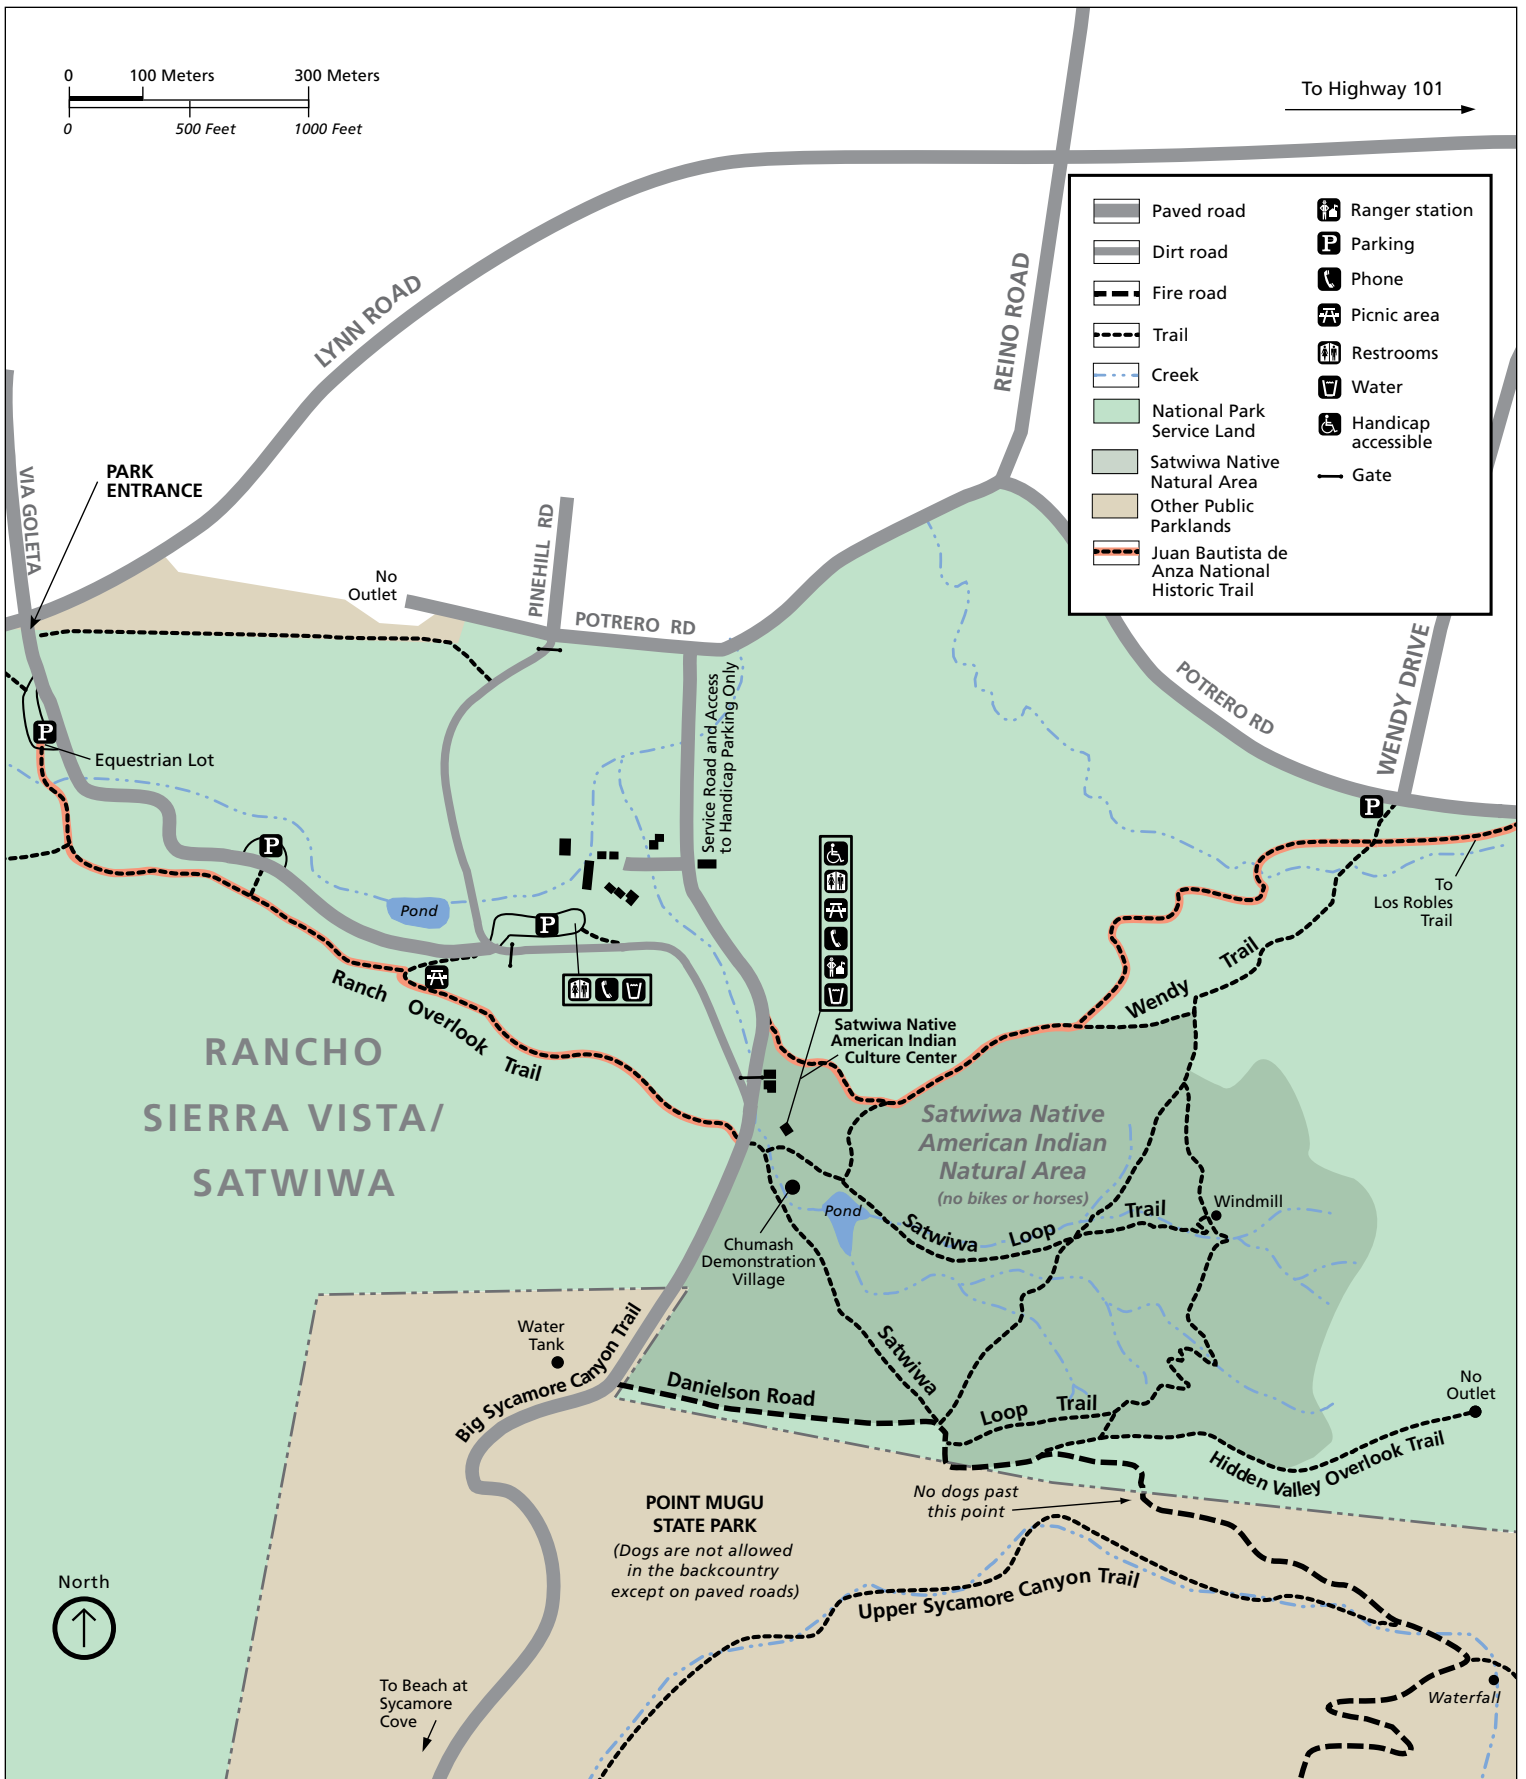 0
100 Meters
300 Meters
0
500 Feet
1000 Feet
To Highway 101
LYNN ROAD
REINO ROAD
Paved road
Dirt road
Fire road
Trail
Creek
National Park
Service Land
Satwiwa Native
Natural Area
Other Public
Parklands
Juan Bautista de
Anza National
Historic Trail
Ranger station
P
Parking
Phone
Picnic area
Restrooms
Water
Handicap
accessible
Gate
VIA GOLETA
PARK
ENTRANCE
No
Outlet
PINEHILL RD
POTRERO RD
POTRERO RD
WENDY DRIVE
Service Road and Access
to Handicap Parking Only
P
Equestrian Lot
P
P
P
Pond
To
Los Robles
Trail
Ranch Overlook Trail
Wendy Trail
Satwiwa Native
American Indian
Culture Center
RANCHO
SIERRA VISTA/
SATWIWA
Satwiwa Native
American Indian
Natural Area
(no bikes or horses)
Windmill
Pond
Satwiwa Loop Trail
Chumash
Demonstration
Village
Water
Tank
Big Sycamore Canyon Trail
Satwiwa Loop Trail
Danielson Road
No
Outlet
Hidden Valley Overlook Trail
No dogs past
this point
POINT MUGU
STATE PARK
(Dogs are not allowed
in the backcountry
except on paved roads)
Upper Sycamore Canyon Trail
North
To Beach at
Sycamore
Cove
Waterfall